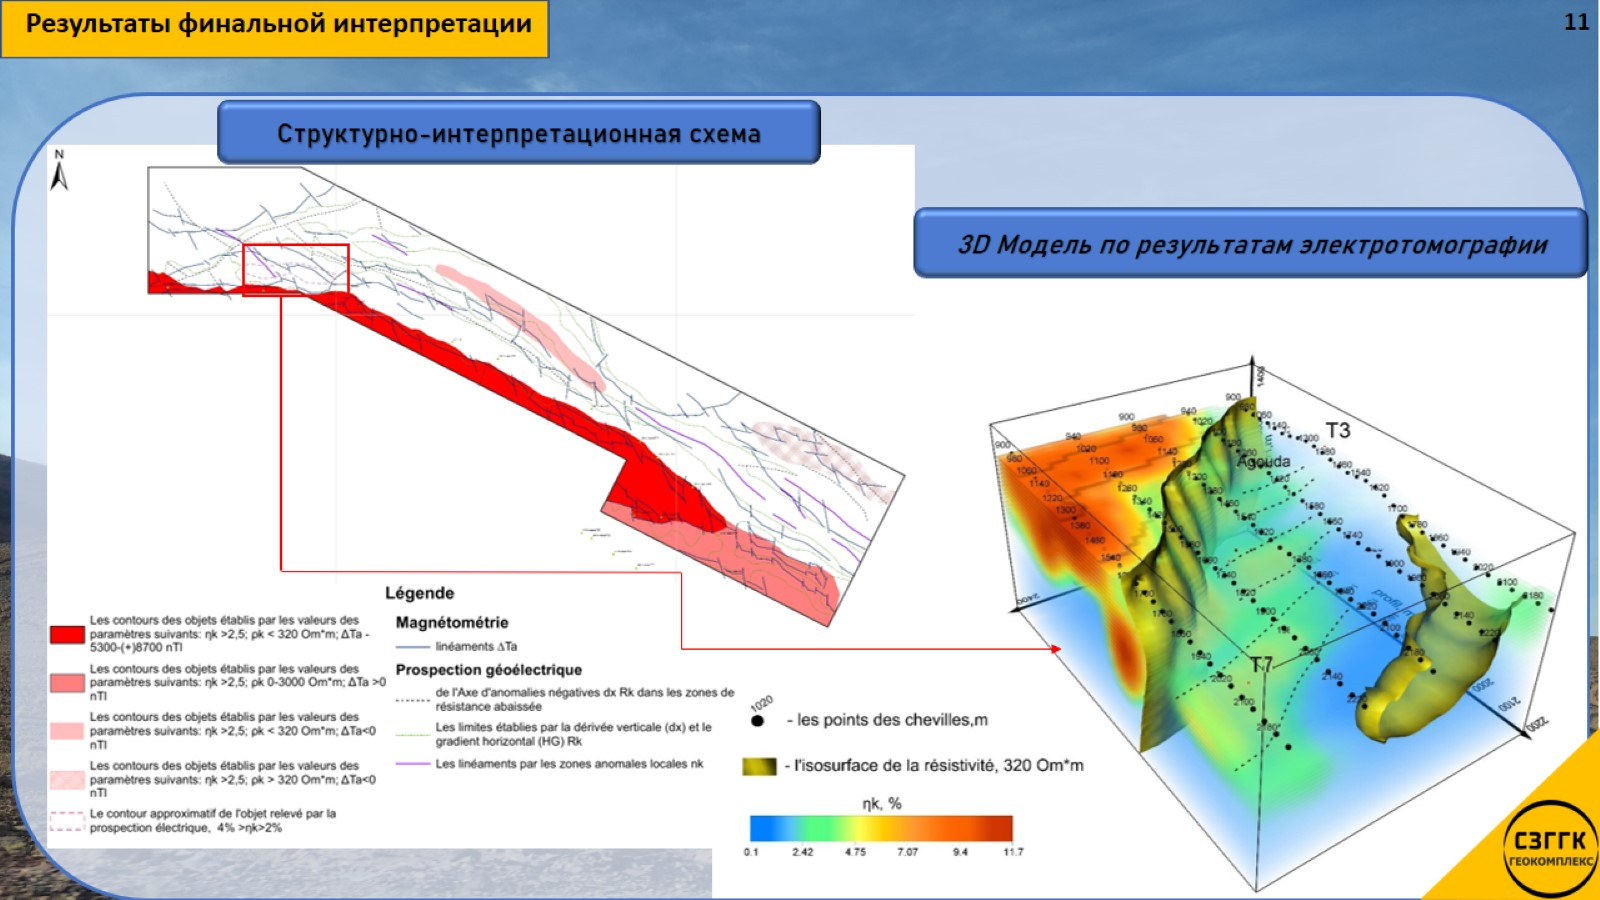 Результаты финальной интерпретации
11
Структурно-интерпретационная схема
3D Модель по результатам электротомографии
N
Légende
Les contours des objets établis par les valeurs des
paramètres suivants: ηk >2,5; ρk < 320 Om*m; ΔTa -
5300-(+)8700 nTl
Les contours des objets établis par les valeurs des
paramètres suivants: ηk >2,5; ρk 0-3000 Om*m; ΔTa >0
nTl
Les contours des objets établis par les valeurs des
paramètres suivants: ηk >2,5; ρk < 320 Om*m; ΔTa<0
nTl
Les contours des objets établis par les valeurs des
paramètres suivants: ηk >2,5; ρk > 320 Om*m; ΔTa<0
nTl
Le contour approximatif de l'objet relevé par la
prospection électrique, 4% >ηk>2%
Magnétométrie
linéaments ΔTa
Prospection géoélectrique
de l'Axe d'anomalies négatives dx Rk dans les zones de
résistance abaissée
Les limites établies par la dérivée verticale (dx) et le
gradient horizontal (HG) Rk
Les linéaments par les zones anomales locales nk
1020
- les points des chevilles,m
- l'isosurface de la résistivité, 320 Om*m
ηk, %
0.1 2.42 4.75 7.07 9.4 11.7
T3
Agouda
T7
profil, m
2000
2100
2200
СЗГГК
ГЕОКОМПЛЕКС